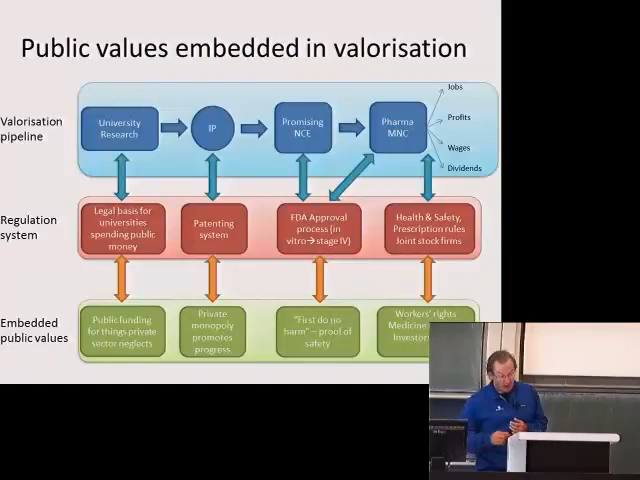 Public values embedded in valorisation
Valorisation
pipeline
University
Research
IP
Promising
NCE
Pharma
MNC
Jobs
Profits
Wages
Dividends
Regulation
system
Legal basis for
universities
spending public
money
Patenting
system
FDA Approval
process (in
vitro→stage IV)
Health & Safety,
Prescription rules
Joint stock firms
Embedded
public values
Public funding
for things private
sector neglects
Private
monopoly
promotes
progress
"First do no
harm" – proof of
safety
Workers' rights
Medicine
Investors